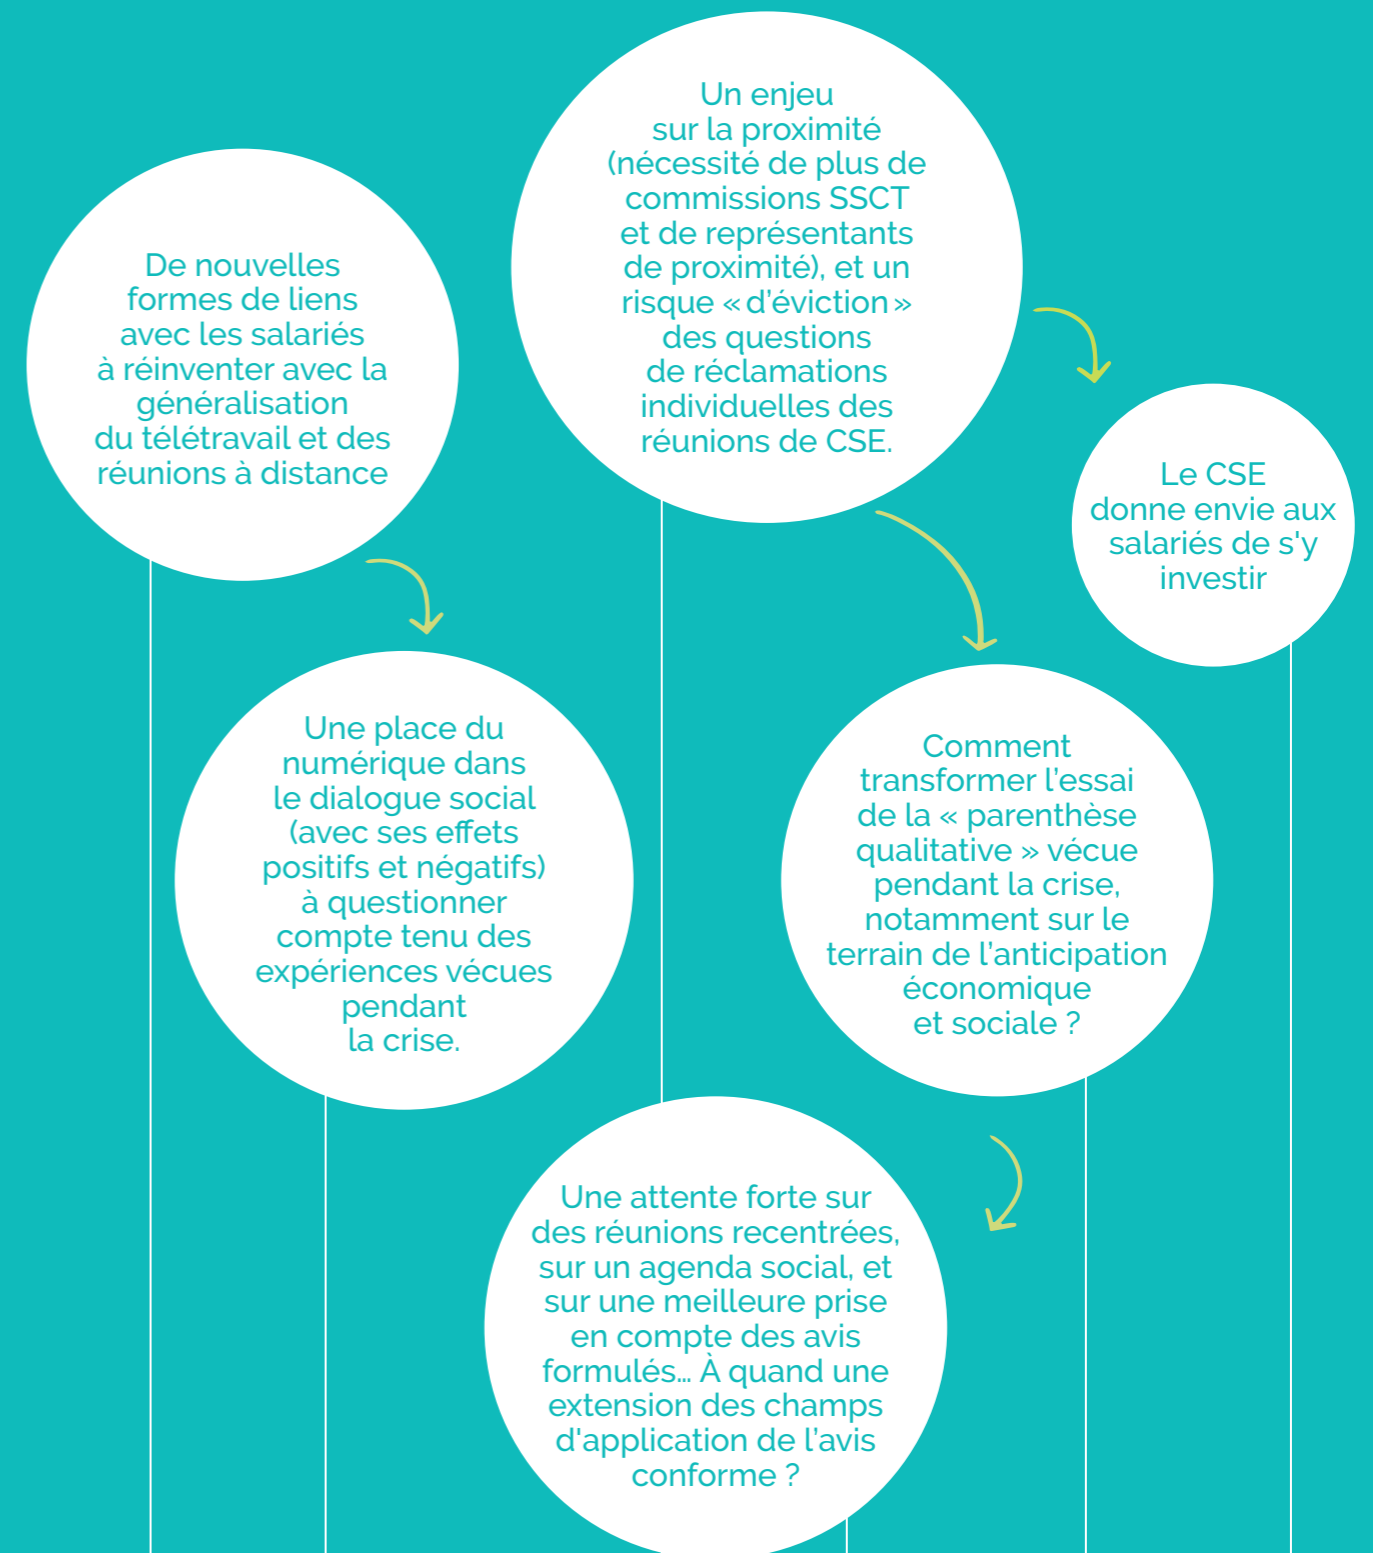 De nouvelles
formes de liens
avec les salariés
à réinventer avec la
généralisation
du télétravail et des
réunions à distance
Un enjeu
sur la proximité
(nécessité de plus de
commissions SSCT
et de représentants
de proximité), et un
risque « d’éviction »
des questions
de réclamations
individuelles des
réunions de CSE.
Le CSE
donne envie aux
salariés de s'y
investir
Une place du
numérique dans
le dialogue social
(avec ses effets
positifs et négatifs)
à questionner
compte tenu des
expériences vécues
pendant
la crise.
Comment
transformer l’essai
de la « parenthèse
qualitative » vécue
pendant la crise,
notamment sur le
terrain de l’anticipation
économique
et sociale ?
Une attente forte sur
des réunions recentrées,
sur un agenda social, et
sur une meilleure prise
en compte des avis
formulés… À quand une
extension des champs
d'application de l’avis
conforme ?